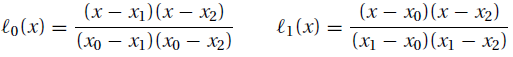 ℓ₀(x) = (x − x₁)(x − x₂) / (x₀ − x₁)(x₀ − x₂) ℓ₁(x) = (x − x₀)(x − x₂) / (x₁ − x₀)(x₁ − x₂)